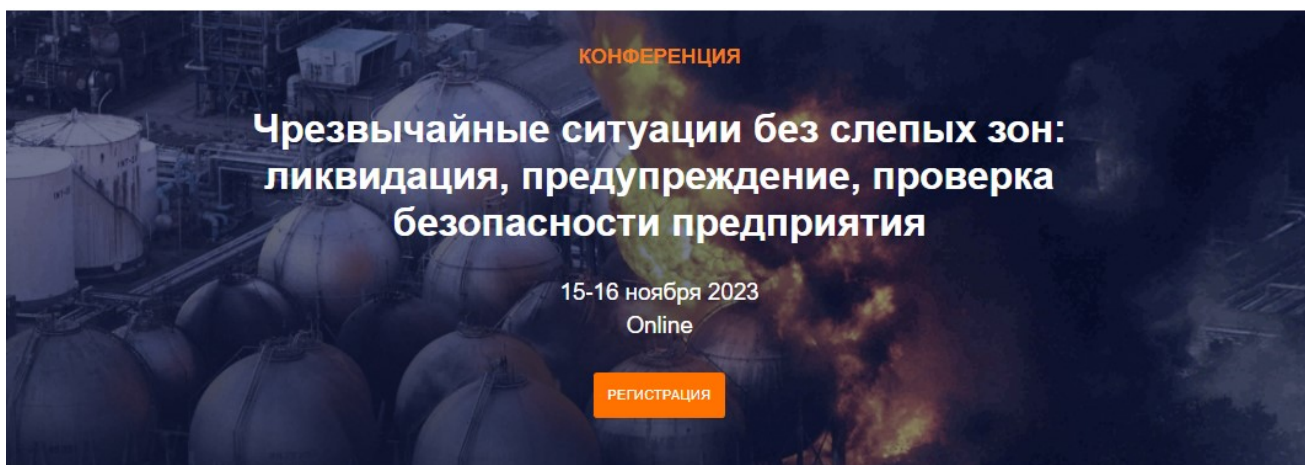 КОНФЕРЕНЦИЯ
Чрезвычайные ситуации без слепых зон:
ликвидация, предупреждение, проверка
безопасности предприятия
15-16 ноября 2023
Online
РЕГИСТРАЦИЯ